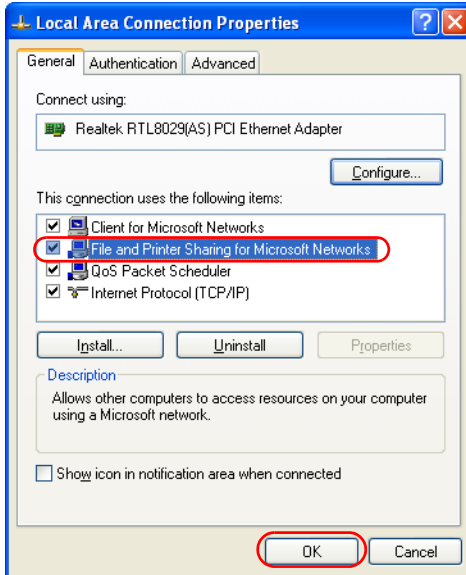 Local Area Connection Properties
General Authentication Advanced
Connect using:
Realtek RTL8029(AS) PCI Ethernet Adapter
Configure...
This connection uses the following items:
Client for Microsoft Networks
File and Printer Sharing for Microsoft Networks
QoS Packet Scheduler
Internet Protocol (TCP/IP)
Install... Uninstall Properties
Description
Allows other computers to access resources on your computer
using a Microsoft network.
Show icon in notification area when connected
OK Cancel